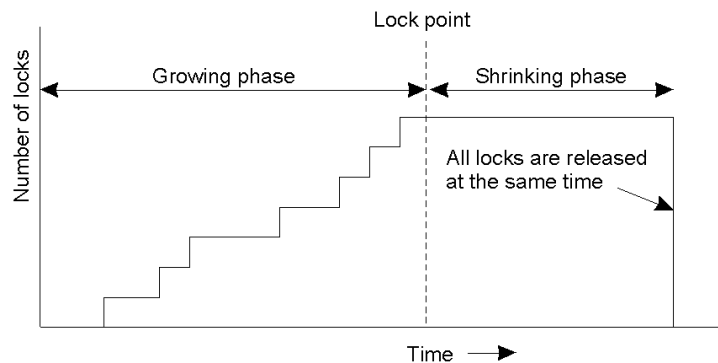 Lock point
Growing phase
Shrinking phase
Number of locks
All locks are released
at the same time
Time